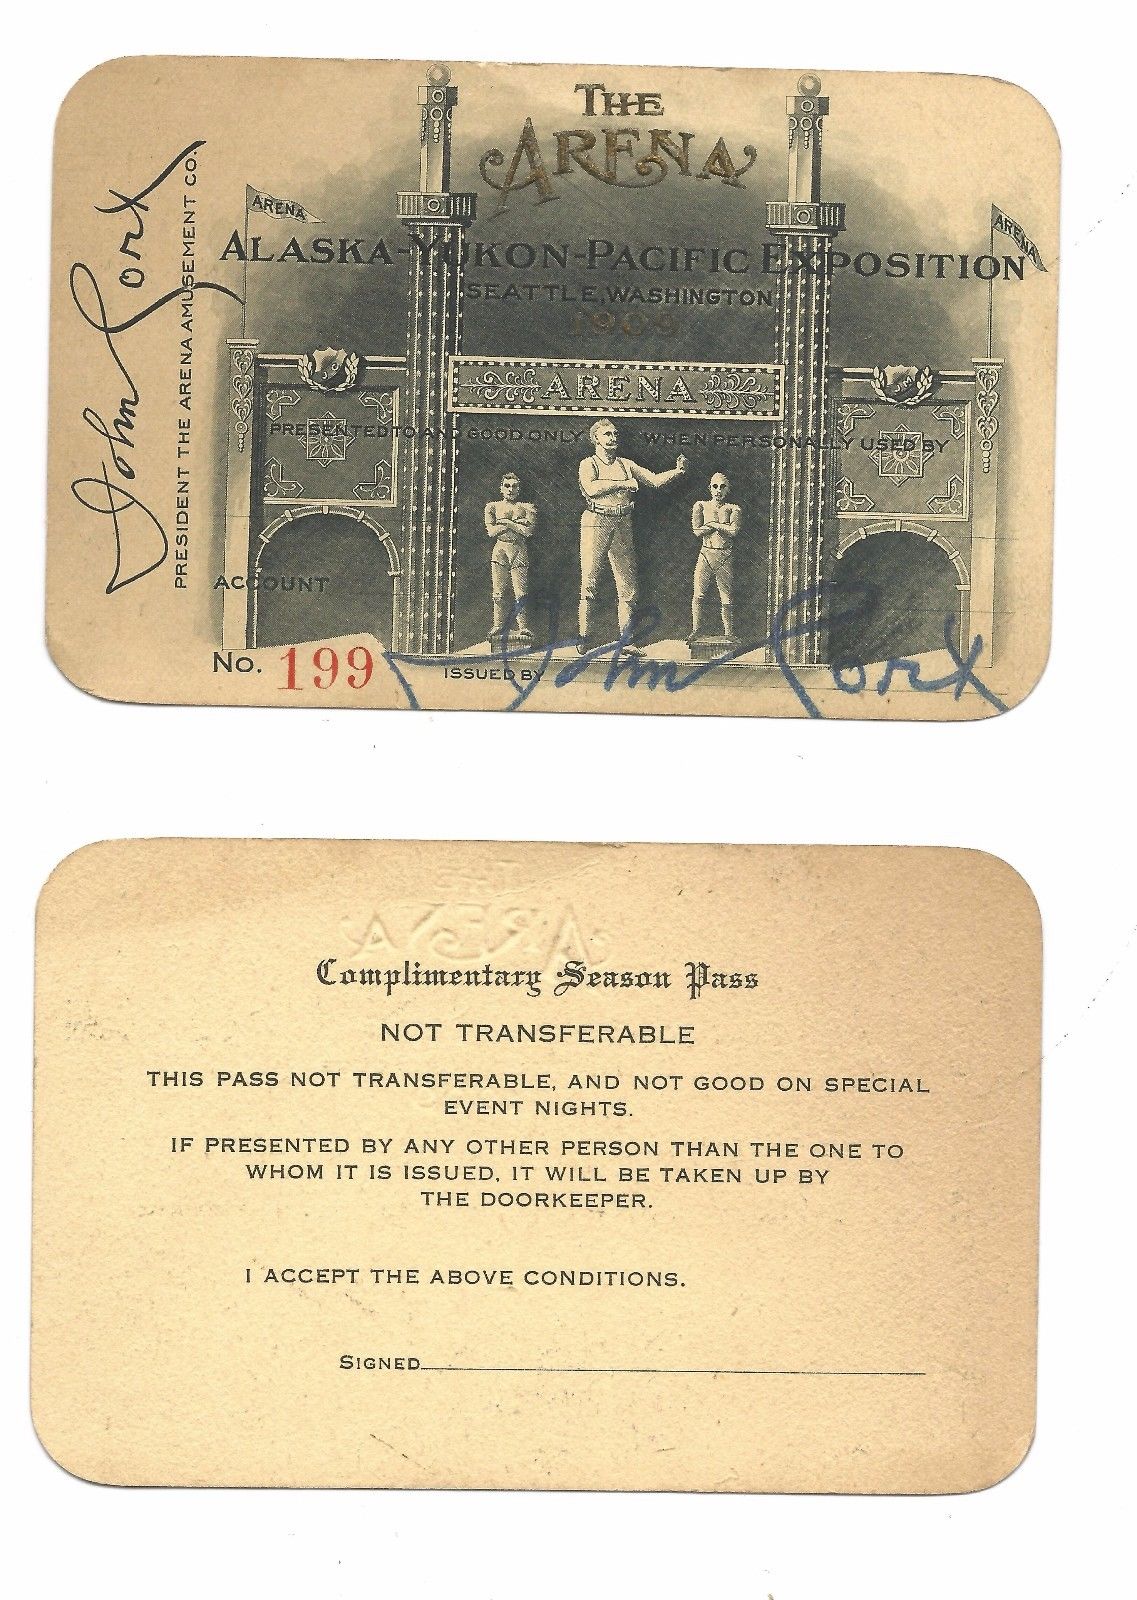 THE
ARENA
ARENA
ARENA
ALASKA-YUKON-PACIFIC EXPOSITION
SEATTLE, WASHINGTON
1909
ARENA
PRESENTED TO AND GOOD ONLY WHEN PERSONALLY USED BY
ACCOUNT
No. 199
ISSUED BY John Cort
John Cort
PRESIDENT THE ARENA AMUSEMENT CO.
Complimentary Season Pass
NOT TRANSFERABLE
THIS PASS NOT TRANSFERABLE, AND NOT GOOD ON SPECIAL
EVENT NIGHTS.
IF PRESENTED BY ANY OTHER PERSON THAN THE ONE TO
WHOM IT IS ISSUED, IT WILL BE TAKEN UP BY
THE DOORKEEPER.
I ACCEPT THE ABOVE CONDITIONS.
SIGNED